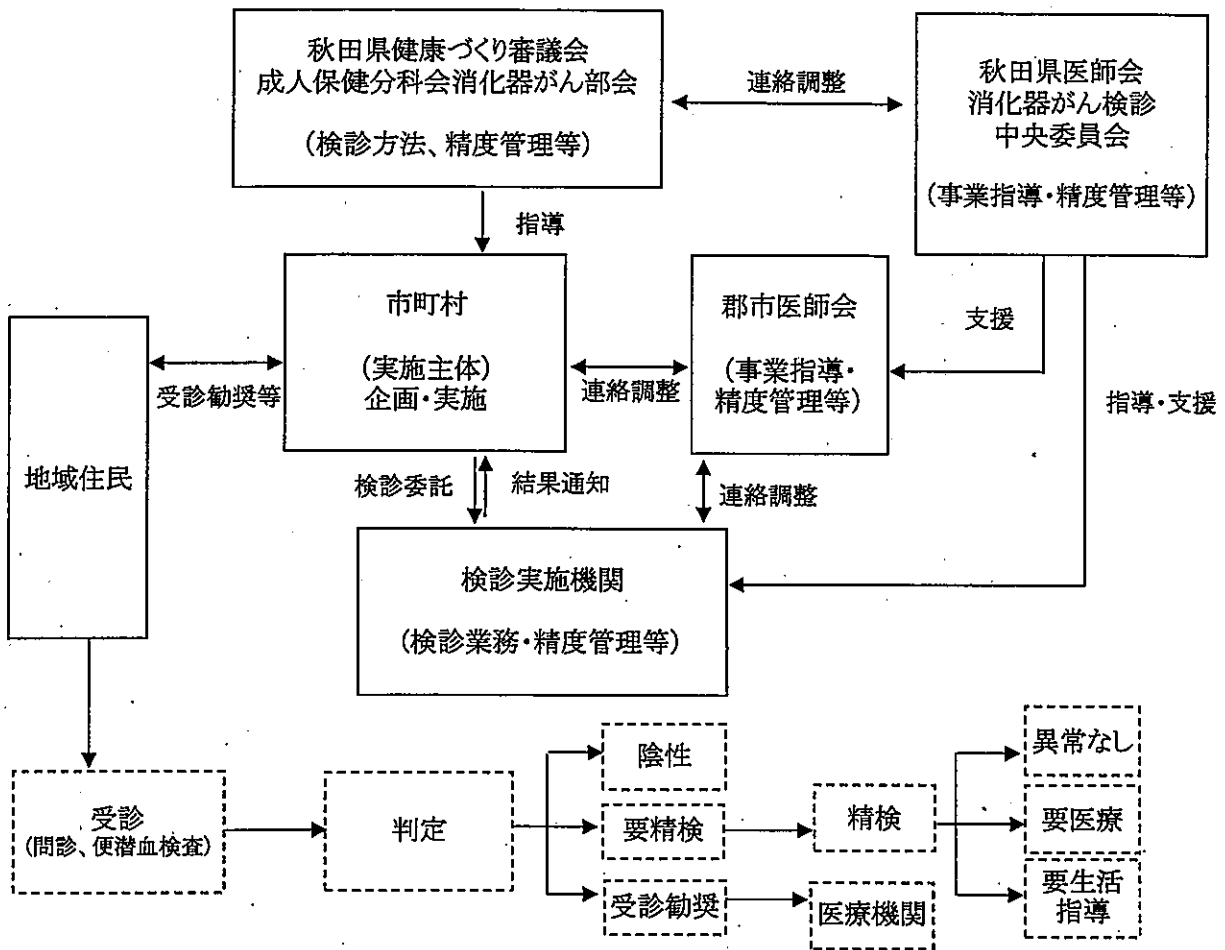 秋田県健康づくり審議会
成人保健分科会消化器がん部会
(検診方法、精度管理等)
連絡調整
秋田県医師会
消化器がん検診
中央委員会
(事業指導・精度管理等)
指導
市町村
(実施主体)
企画・実施
郡市医師会
(事業指導・
精度管理等)
支援
指導・支援
受診勧奨等
連絡調整
地域住民
検診委託
結果通知
連絡調整
検診実施機関
(検診業務・精度管理等)
受診
(問診、便潜血検査)
判定
陰性
要精検
受診勧奨
精検
医療機関
異常なし
要医療
要生活
指導